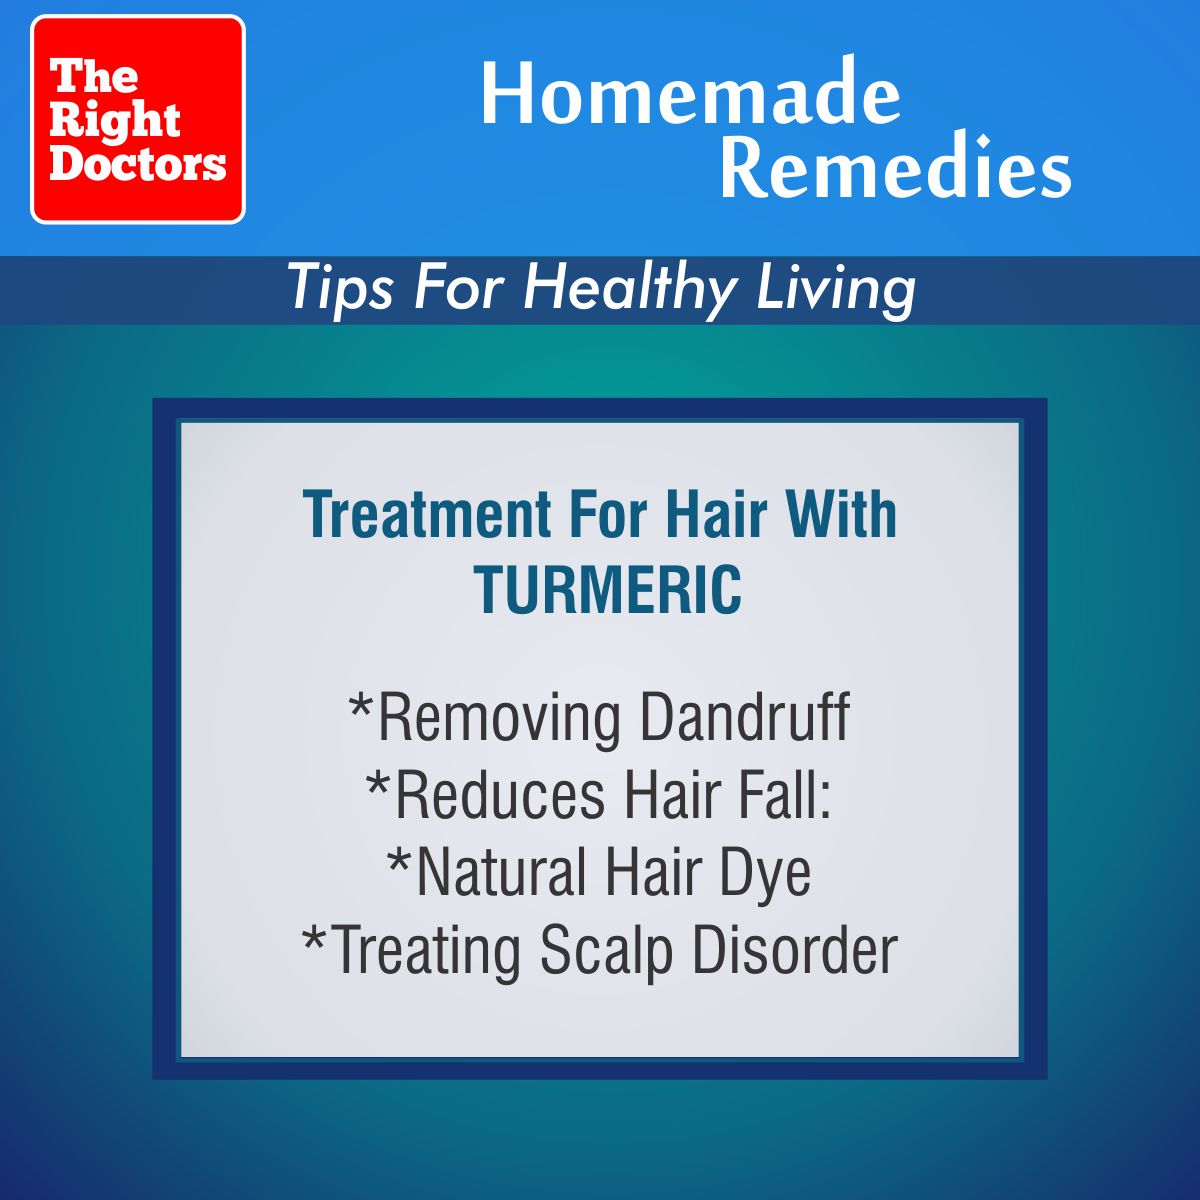 The
Right
Doctors
Homemade
Remedies
Tips For Healthy Living
Treatment For Hair With
TURMERIC
*Removing Dandruff
*Reduces Hair Fall:
*Natural Hair Dye
*Treating Scalp Disorder